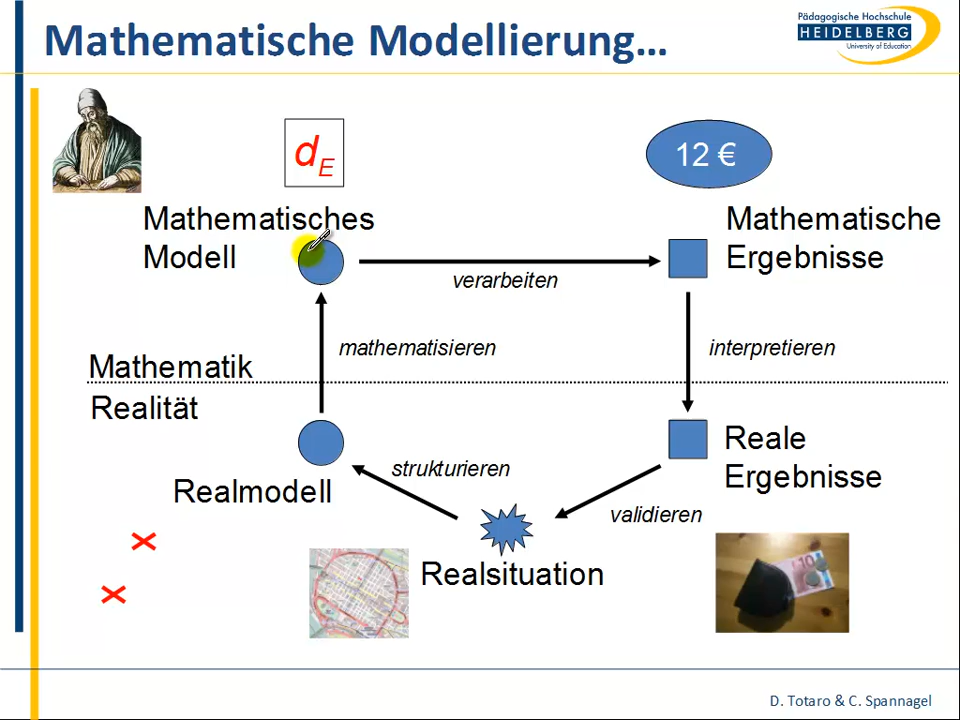 Mathematische Modellierung...
Pädagogische Hochschule
HEIDELBERG
University of Education
d_E
12 €
Mathematisches
Modell
Mathematische
Ergebnisse
verarbeiten
mathematisieren
interpretieren
Mathematik
Realität
Reale
Ergebnisse
strukturieren
Realmodell
validieren
Realsituation
10
D. Totaro & C. Spannagel